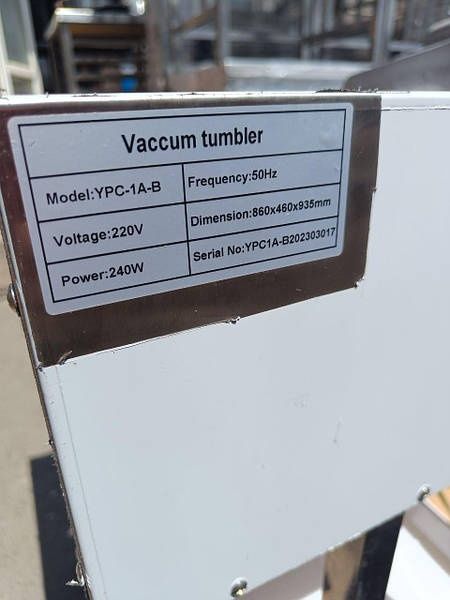 Vaccum tumbler
Model:YPC-1A-B
Frequency:50Hz
Voltage:220V
Dimension:860x460x935mm
Power:240W
Serial No:YPC1A-B202303017